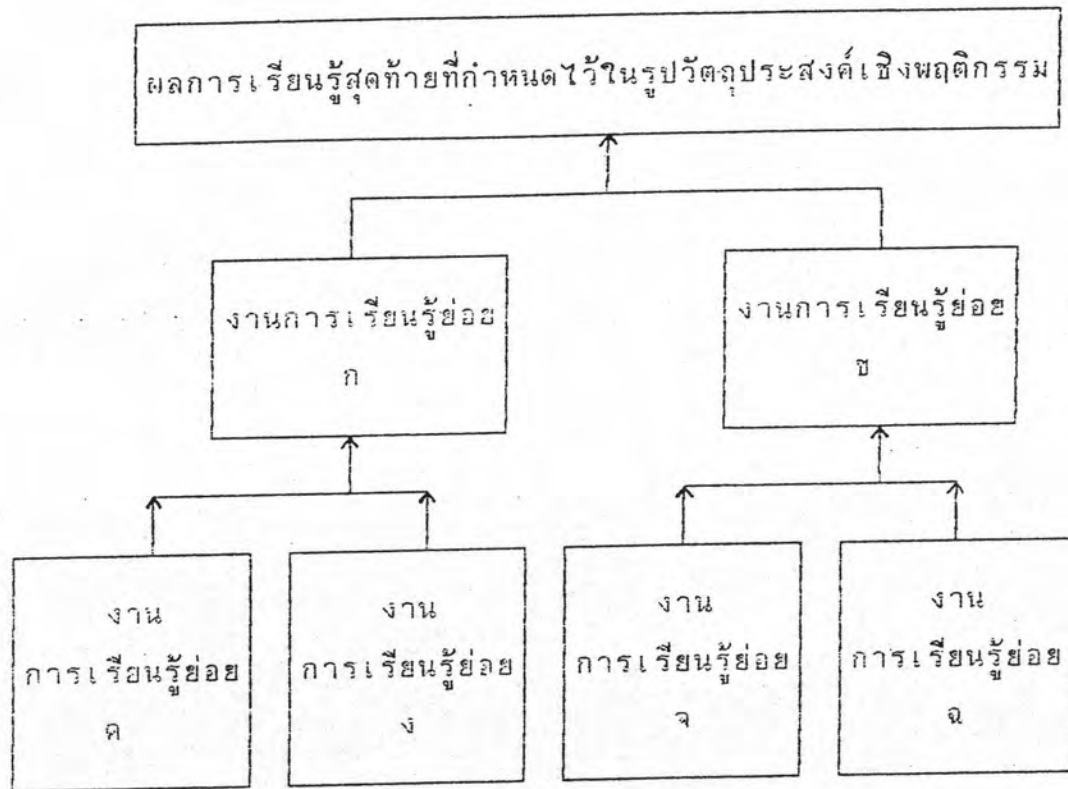 ผลการเรียนรู้สุดท้ายที่กำหนดไว้ในรูปวัตถุประสงค์เชิงพฤติกรรม
งานการเรียนรู้ย่อย
ก
งานการเรียนรู้ย่อย
ข
งาน
การเรียนรู้ย่อย
ค
งาน
การเรียนรู้ย่อย
ง
งาน
การเรียนรู้ย่อย
จ
งาน
การเรียนรู้ย่อย
ฉ